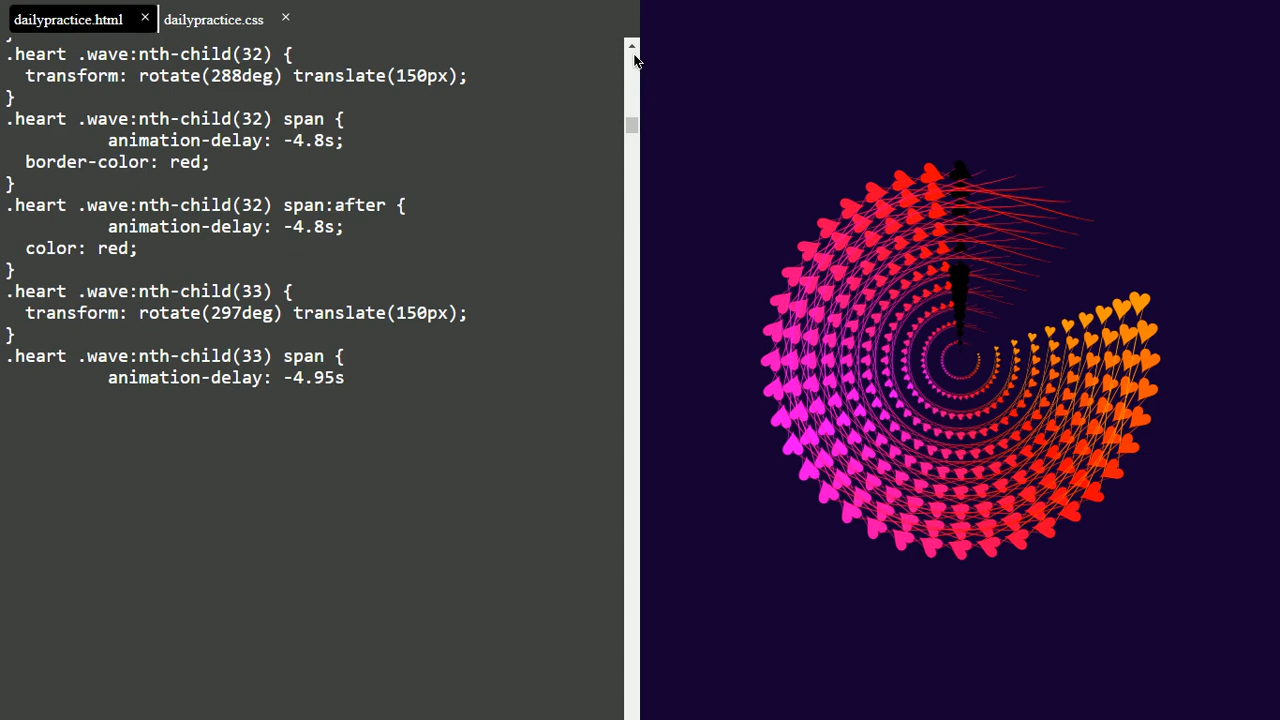 dailypractice.html × dailypractice.css ×
}
.heart .wave:nth-child(32) {
  transform: rotate(288deg) translate(150px);
}
.heart .wave:nth-child(32) span {
          animation-delay: -4.8s;
  border-color: red;
}
.heart .wave:nth-child(32) span:after {
          animation-delay: -4.8s;
  color: red;
}
.heart .wave:nth-child(33) {
  transform: rotate(297deg) translate(150px);
}
.heart .wave:nth-child(33) span {
          animation-delay: -4.95s